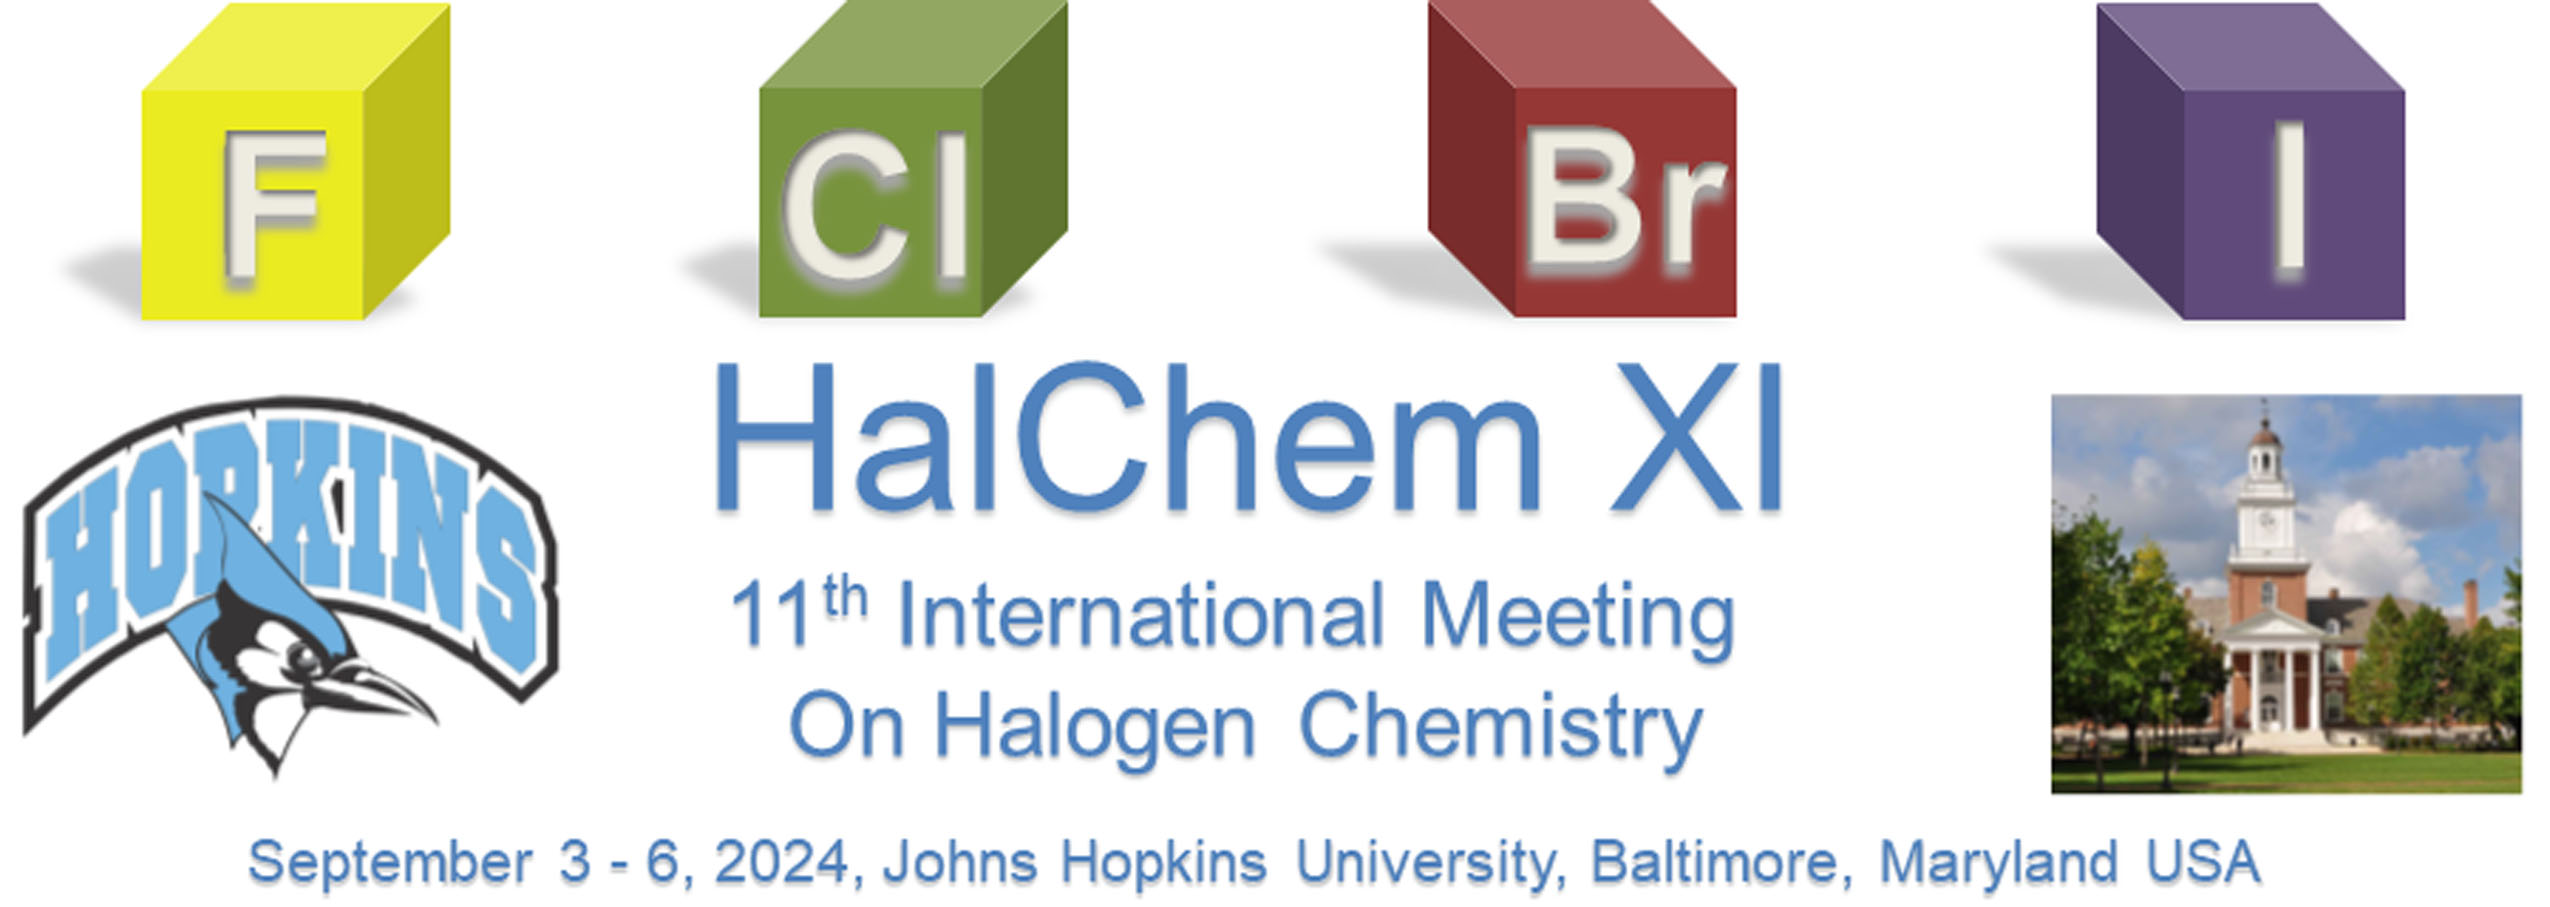 F
Cl
Br
I
HOPKINS
HalChem XI
11th International Meeting
On Halogen Chemistry
September 3 - 6, 2024, Johns Hopkins University, Baltimore, Maryland USA